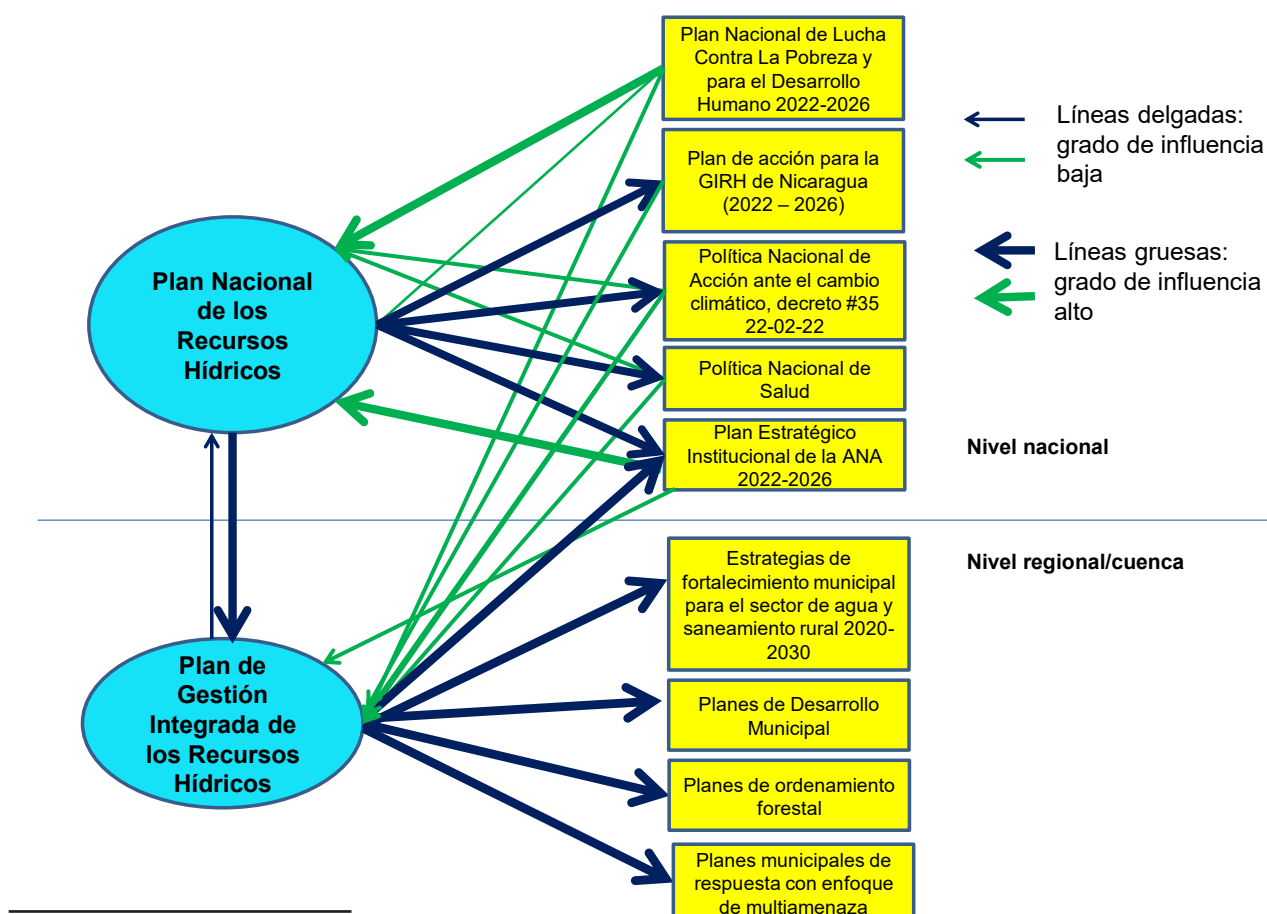 Plan Nacional de Lucha
Contra La Pobreza y
para el Desarrollo
Humano 2022-2026
Plan de acción para la
GIRH de Nicaragua
(2022 – 2026)
Política Nacional de
Acción ante el cambio
climático, decreto #35
22-02-22
Política Nacional de
Salud
Plan Estratégico
Institucional de la ANA
2022-2026
Líneas delgadas:
grado de influencia
baja
Líneas gruesas:
grado de influencia
alto
Plan Nacional
de los
Recursos
Hídricos
Nivel nacional
Nivel regional/cuenca
Plan de
Gestión
Integrada de
los Recursos
Hídricos
Estrategias de
fortalecimiento municipal
para el sector de agua y
saneamiento rural 2020-
2030
Planes de Desarrollo
Municipal
Planes de ordenamiento
forestal
Planes municipales de
respuesta con enfoque
de multiamenaza